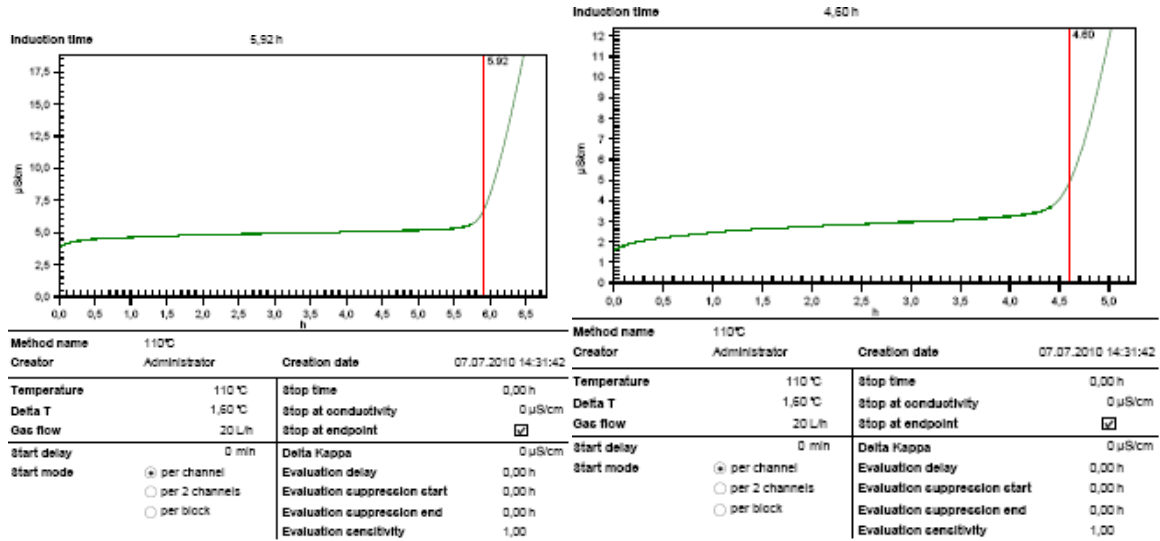 Induction time 5,92 h
5.92
17,5
15,0
12,5
10,0
7,5
5,0
2,5
0,0
µS/cm
0,0 0,5 1,0 1,5 2,0 2,5 3,0 3,5 4,0 4,5 5,0 5,5 6,0 6,5
h
Method name 110°C
Creator Administrator Creation date 07.07.2010 14:31:42
Temperature 110 °C Stop time 0,00 h
Delta T 1,60 °C Stop at conductivity 0 µS/cm
Gas flow 20 L/h Stop at endpoint
Start delay 0 min Delta Kappa 0 µS/cm
Start mode per channel Evaluation delay 0,00 h
per 2 channels Evaluation suppression start 0,00 h
per block Evaluation suppression end 0,00 h
Evaluation sensitivity 1,00
Induction time 4,60 h
4.60
12
11
10
9
8
7
6
5
4
3
2
1
0
µS/cm
0,0 0,5 1,0 1,5 2,0 2,5 3,0 3,5 4,0 4,5 5,0
h
Method name 110°C
Creator Administrator Creation date 07.07.2010 14:31:42
Temperature 110 °C Stop time 0,00 h
Delta T 1,60 °C Stop at conductivity 0 µS/cm
Gas flow 20 L/h Stop at endpoint
Start delay 0 min Delta Kappa 0 µS/cm
Start mode per channel Evaluation delay 0,00 h
per 2 channels Evaluation suppression start 0,00 h
per block Evaluation suppression end 0,00 h
Evaluation sensitivity 1,00